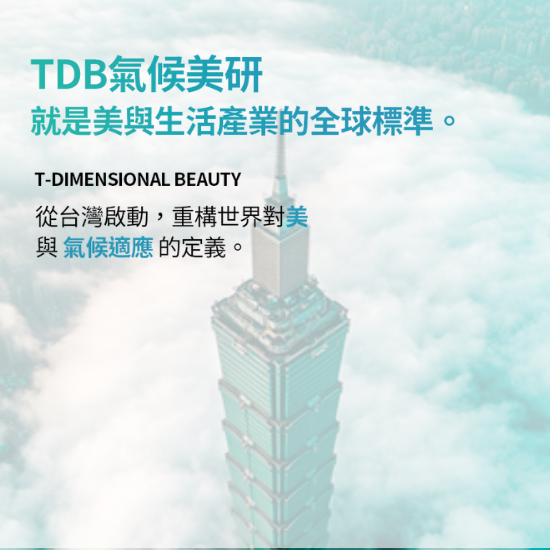 TDB氣候美研
就是美與生活產業的全球標準。
T-DIMENSIONAL BEAUTY
從台灣啟動，重構世界對美
與 氣候適應 的定義。